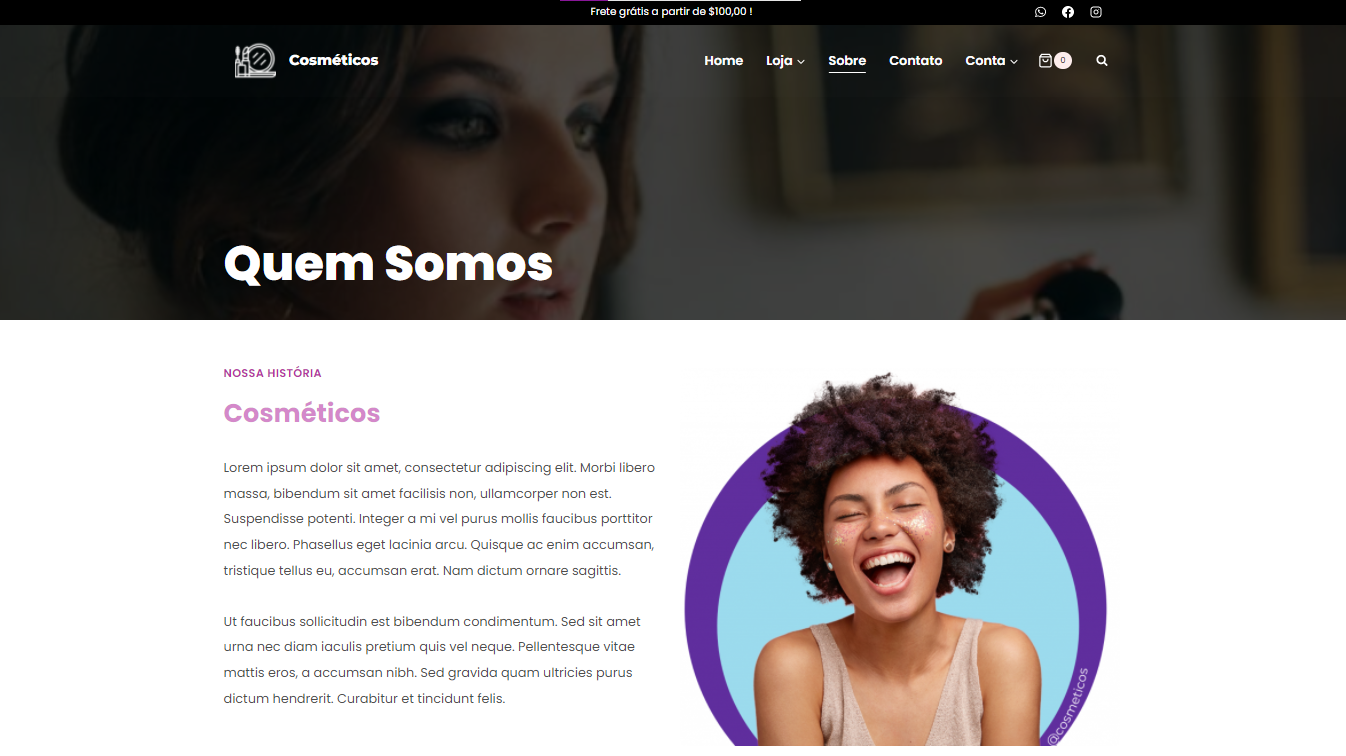 Frete grátis a partir de $100,00 !
Cosméticos
Home Loja Sobre Contato Conta 0
Quem Somos
NOSSA HISTÓRIA
Cosméticos
Lorem ipsum dolor sit amet, consectetur adipiscing elit. Morbi libero
massa, bibendum sit amet facilisis non, ullamcorper non est.
Suspendisse potenti. Integer a mi vel purus mollis faucibus porttitor
nec libero. Phasellus eget lacinia arcu. Quisque ac enim accumsan,
tristique tellus eu, accumsan erat. Nam dictum ornare sagittis.
Ut faucibus sollicitudin est bibendum condimentum. Sed sit amet
urna nec diam iaculis pretium quis vel neque. Pellentesque vitae
mattis eros, a accumsan nibh. Sed gravida quam ultricies purus
dictum hendrerit. Curabitur et tincidunt felis.
@cosmeticos